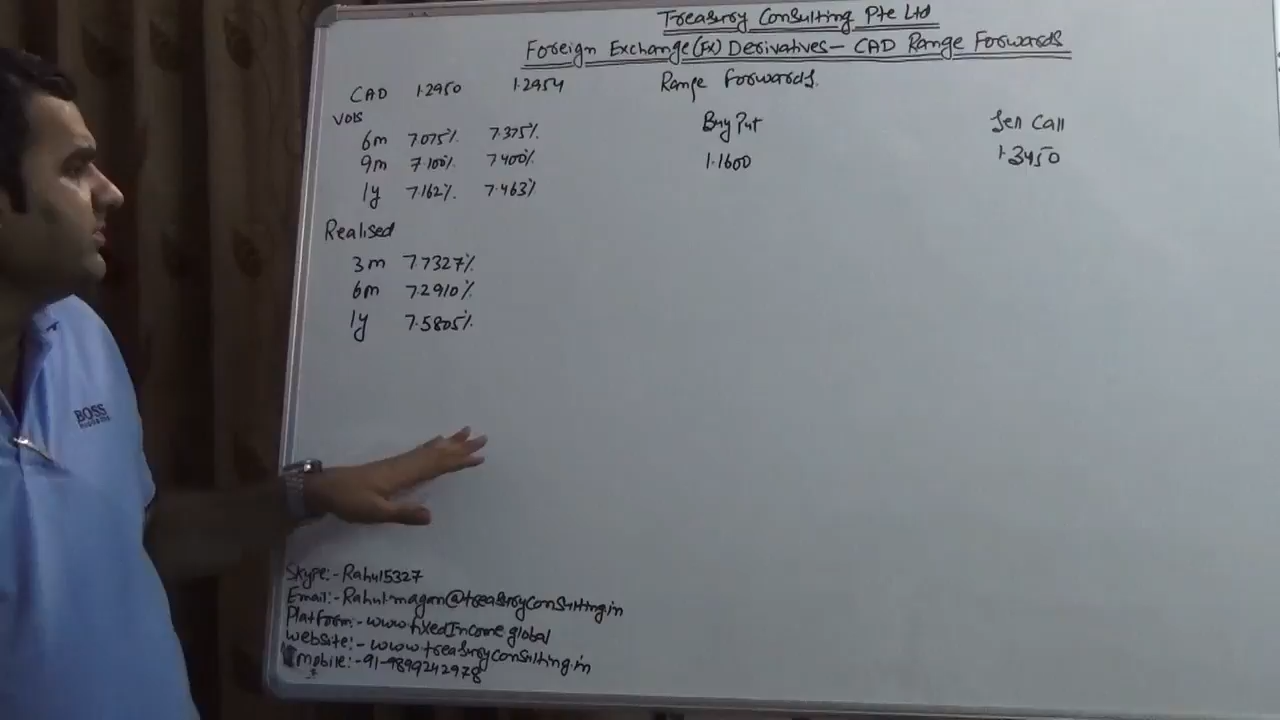 Treasury Consulting Pte Ltd
Foreign Exchange(FX) Derivatives- CAD Range Forwards
CAD 1.2950 1.2954 Range Forwards.
Vols
Buy Put Sell Call
6m 7.075% 7.375%
9m 7.100% 7.400% 1.1600 1.3450
1y 7.162% 7.463%
Realised
3m 7.7327%
6m 7.2910%
1y 7.5805%
BOSS
Skype:- Rahul5327
Email:- Rahul.magan@treasuryconsulting.in
Platform:- www.fixedIncome.global
Website:- www.treasuryconsulting.in
mobile:- 91-9899242978